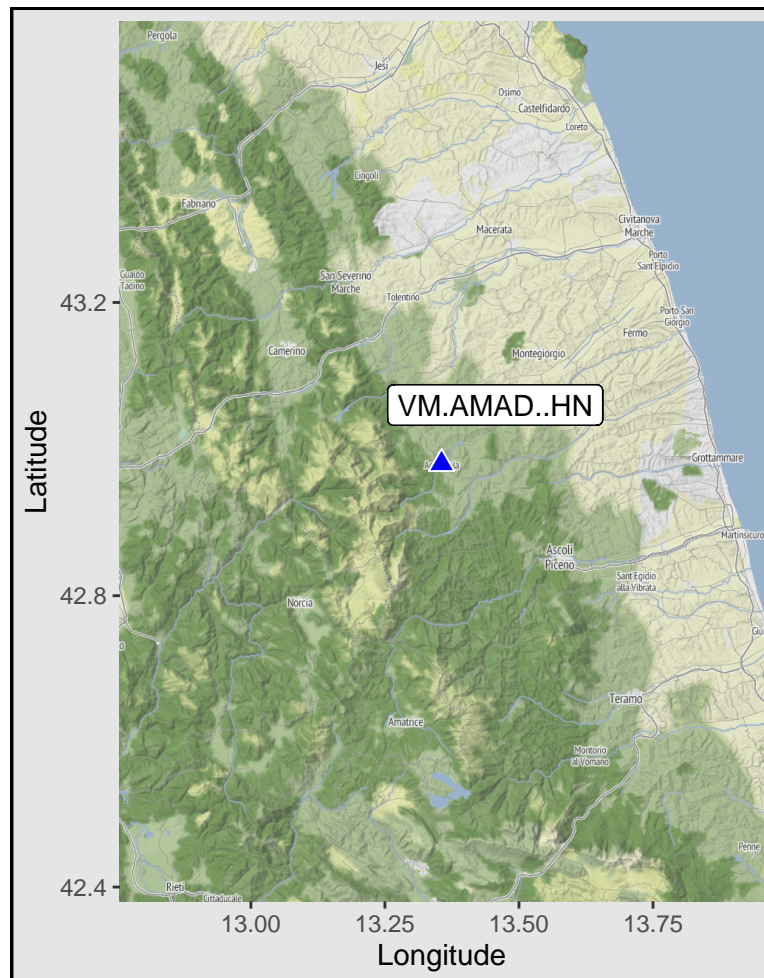 Pergola
Jesi
Osimo
Castelfidardo
Loreto
Cingoli
Fabriano
Macerata
Civitanova
Marche
Porto
Sant'Elpidio
Gualdo
Tadino
San Severino
Marche
Tolentino
Porto San
Giorgio
Fermo
Camerino
Montegiorgio
VM.AMAD..HN
Grottammare
Martinsicuro
Ascoli
Piceno
Sant'Egidio
alla Vibrata
Norcia
Giu
Teramo
Amatrice
Montorio
al Vomano
Penne
Rieti
Cittaducale
43.2
42.8
42.4
Latitude
13.00
13.25
13.50
13.75
Longitude